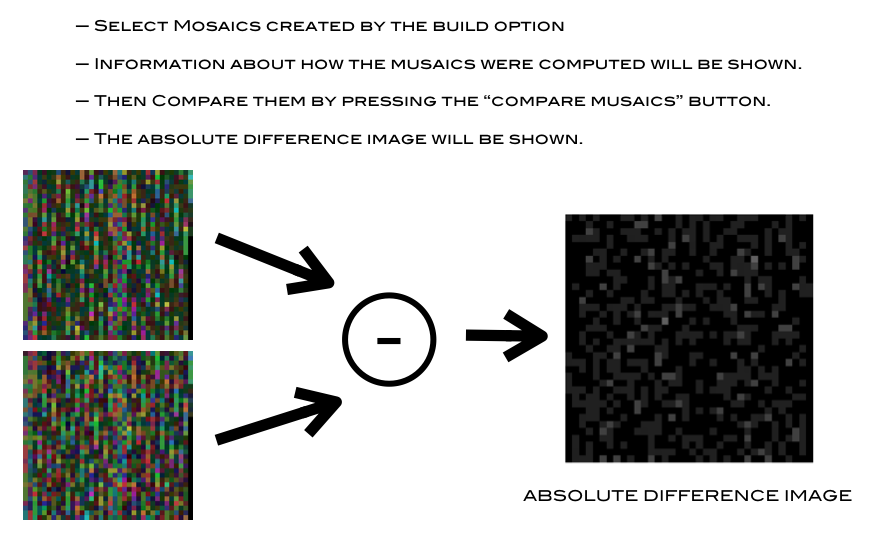 – Select Mosaics created by the build option
– Information about how the musaics were computed will be shown.
– Then Compare them by pressing the “compare musaics” button.
– The absolute difference image will be shown.
–
absolute difference image